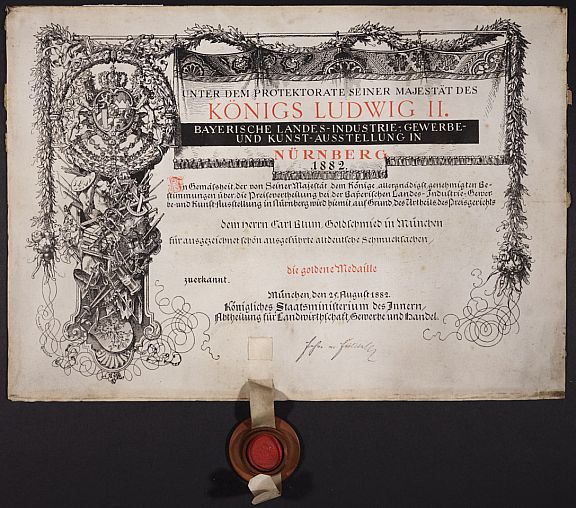 UNTER DEM PROTEKTORATE SEINER MAJESTÄT DES
KÖNIGS LUDWIG II.
BAYERISCHE LANDES-INDUSTRIE-GEWERBE-
UND KUNST-AUSSTELLUNG IN
NÜRNBERG
1882
In Gemässheit der von Seiner Majestät dem Könige allergnädigst genehmigten Be-
stimmungen über die Preisevertheilung bei der Bayerischen Landes-Industrie-Gewer-
be-und Kunst-Ausstellung in Nürnberg wird hiemit auf Grund des Urtheils des Preisgerichts
dem Herrn Carl Blum, Goldschmied in München
für ausgezeichnet schön ausgeführte altdeutsche Schmucksachen
die goldene Medaille
zuerkannt.
München, den 25. August 1882.
Königliches Staatsministerium des Innern,
Abtheilung für Landwirthschaft, Gewerbe und Handel.